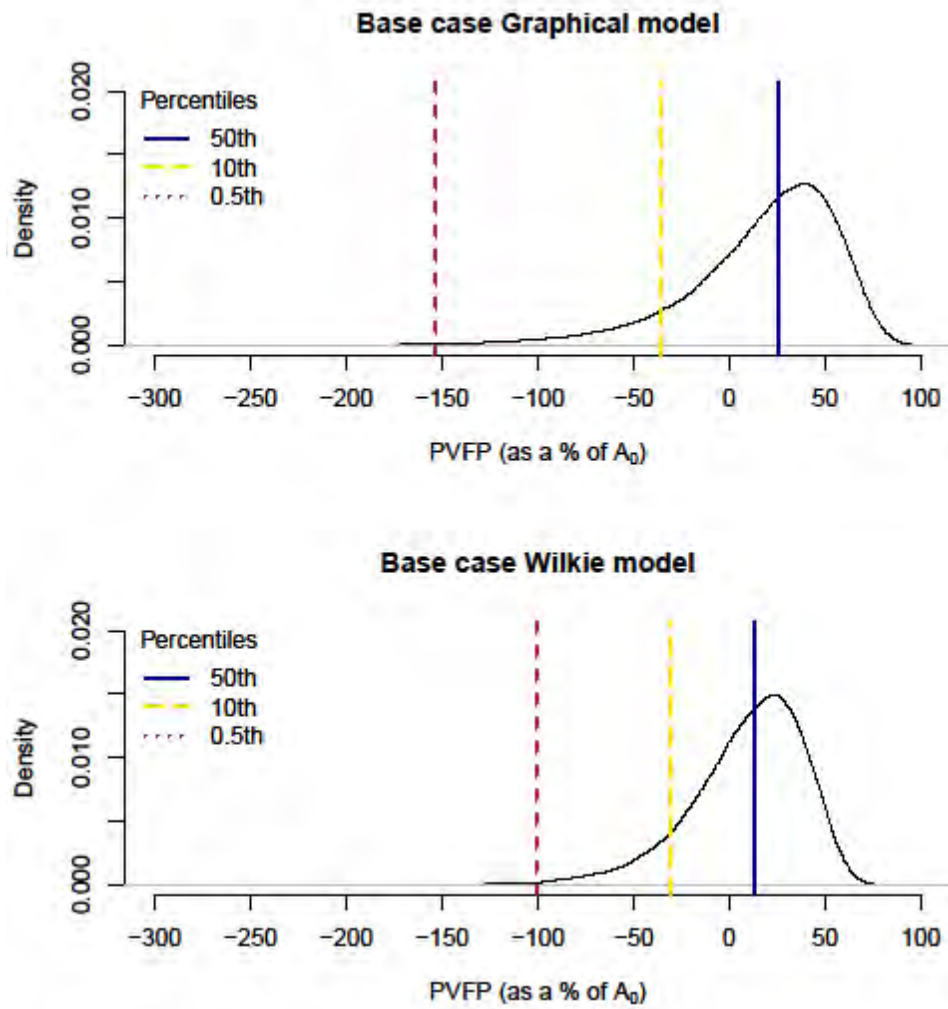 Base case Graphical model
Percentiles
50th
10th
0.5th
Density
0.000 0.010 0.020
−300 −250 −200 −150 −100 −50 0 50 100
PVFP (as a % of A₀)
Base case Wilkie model
Percentiles
50th
10th
0.5th
Density
0.000 0.010 0.020
−300 −250 −200 −150 −100 −50 0 50 100
PVFP (as a % of A₀)